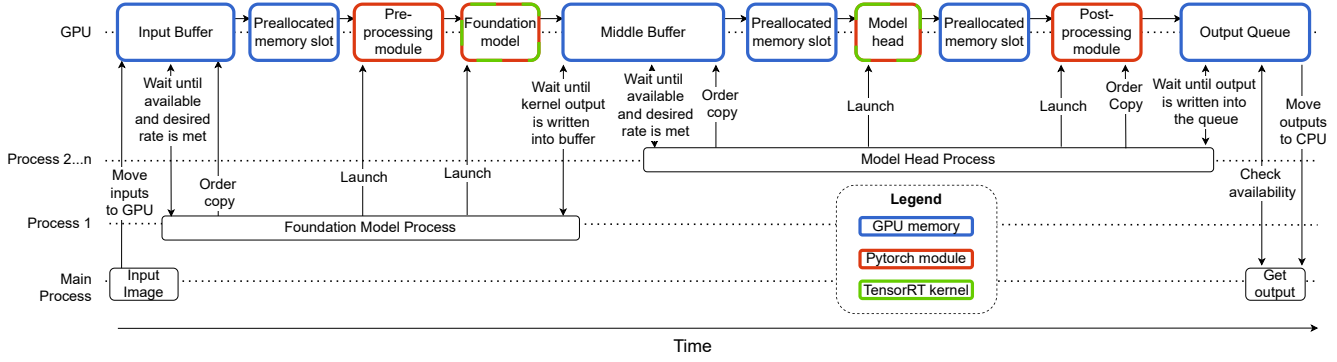 GPU
Input Buffer
Preallocated
memory slot
Pre-
processing
module
Foundation
model
Middle Buffer
Preallocated
memory slot
Model
head
Preallocated
memory slot
Post-
processing
module
Output Queue
Wait until
available
and desired
rate is met
Order
copy
Launch
Launch
Wait until
kernel output
is written
into buffer
Wait until
available
and desired
rate is met
Order
copy
Launch
Launch
Order
Copy
Wait until output
is written into
the queue
Move
outputs
to CPU
Process 2...n
Model Head Process
Move
inputs
to GPU
Check
availability
Process 1
Foundation Model Process
Legend
GPU memory
Pytorch module
TensorRT kernel
Main
Process
Input
Image
Get
output
Time